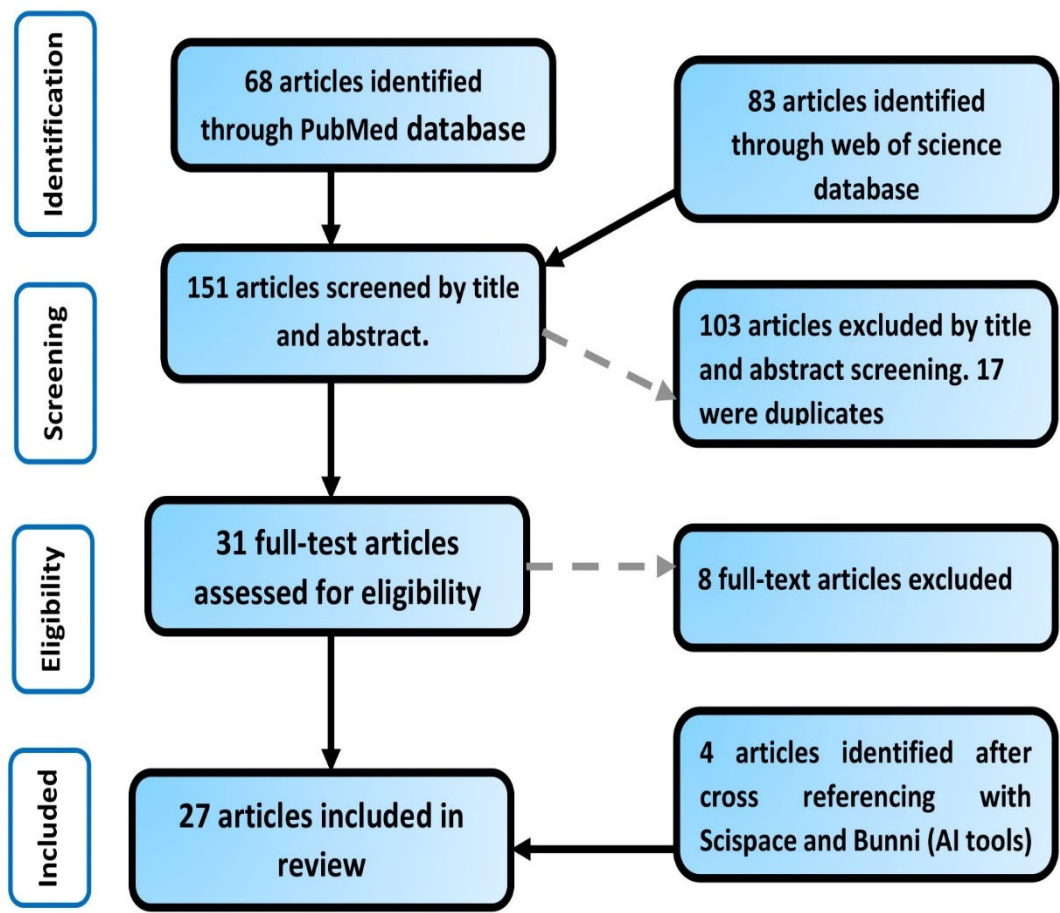 Identification
68 articles identified
through PubMed database
83 articles identified
through web of science
database
Screening
151 articles screened by title
and abstract.
103 articles excluded by title
and abstract screening. 17
were duplicates
Eligibility
31 full-test articles
assessed for eligibility
8 full-text articles excluded
Included
27 articles included in
review
4 articles identified after
cross referencing with
Scispace and Bunni (AI tools)